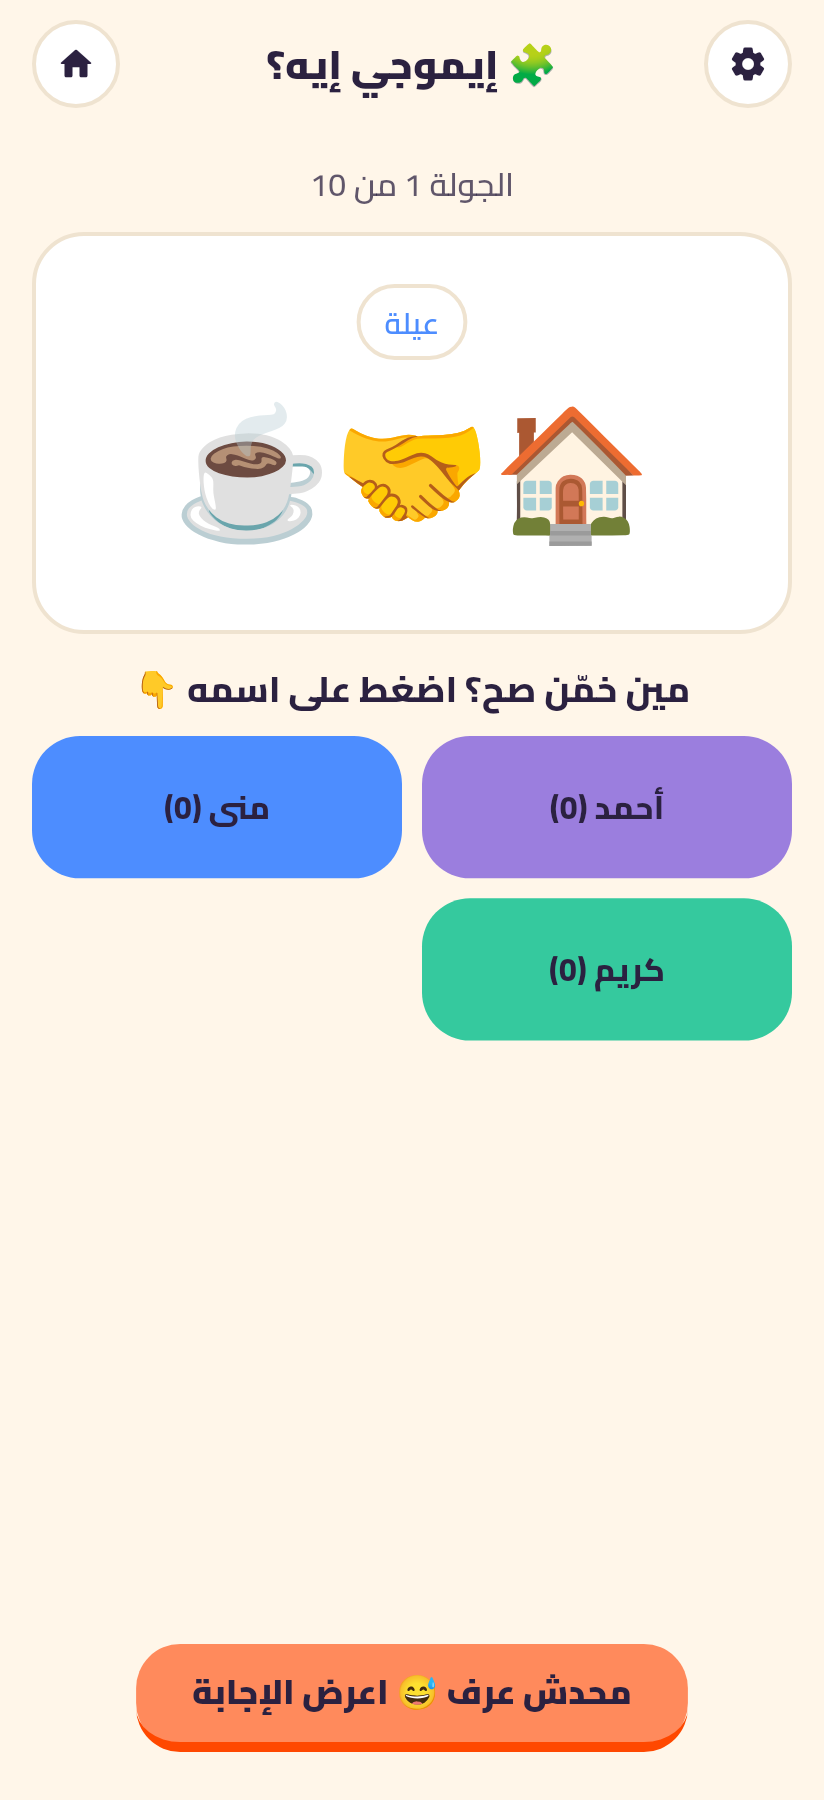 🧩 إيموجي إيه؟
الجولة 1 من 10
عيلة
🏠🤝☕
مين خمّن صح؟ اضغط على اسمه 👇
أحمد (0)
منى (0)
كريم (0)
محدش عرف 😅 اعرض الإجابة